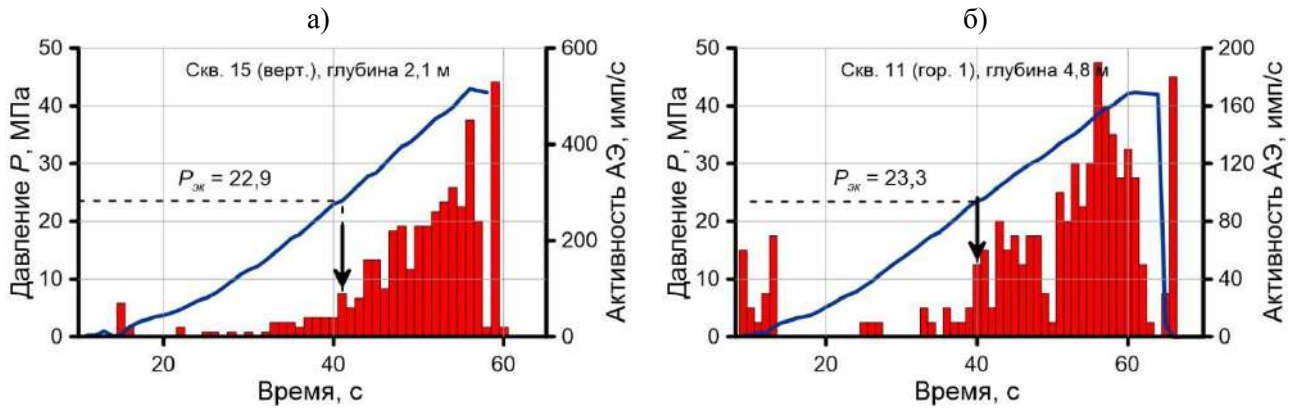 а)
50
40
30
20
10
0
Давление P, МПа
Скв. 15 (верт.), глубина 2,1 м
Pэк = 22,9
600
400
200
0
Активность АЭ, имп/с
20
40
60
Время, с
б)
50
40
30
20
10
0
Давление P, МПа
Скв. 11 (гор. 1), глубина 4,8 м
Pэк = 23,3
200
160
120
80
40
0
Активность АЭ, имп/с
20
40
60
Время, с